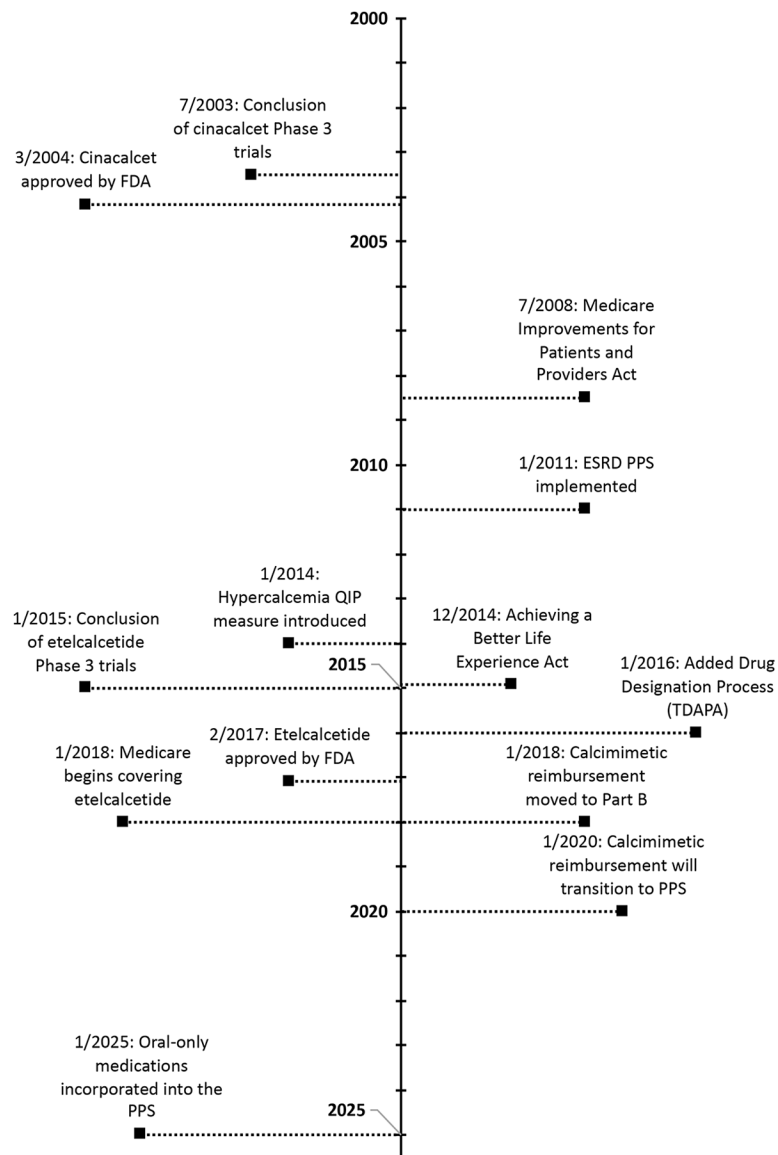 2000
7/2003: Conclusion
of cinacalcet Phase 3
trials
3/2004: Cinacalcet
approved by FDA
2005
7/2008: Medicare
Improvements for
Patients and
Providers Act
2010
1/2011: ESRD PPS
implemented
1/2014:
Hypercalcemia QIP
measure introduced
12/2014: Achieving a
Better Life
Experience Act
1/2015: Conclusion
of etelcalcetide
Phase 3 trials
2015
1/2016: Added Drug
Designation Process
(TDAPA)
2/2017: Etelcalcetide
approved by FDA
1/2018: Medicare
begins covering
etelcalcetide
1/2018: Calcimimetic
reimbursement
moved to Part B
1/2020: Calcimimetic
reimbursement will
transition to PPS
2020
1/2025: Oral-only
medications
incorporated into the
PPS
2025